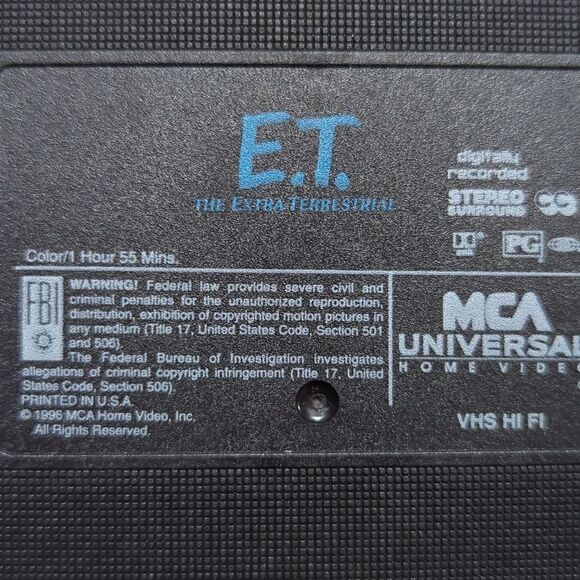 E.T.
THE EXTRA-TERRESTRIAL
digitally
recorded
STEREO
SURROUND
CC
PG
Color/1 Hour 55 Mins.
FBI
WARNING! Federal law provides severe civil and
criminal penalties for the unauthorized reproduction,
distribution, exhibition of copyrighted motion pictures in
any medium (Title 17, United States Code, Section 501
and 506).
The Federal Bureau of Investigation investigates
allegations of criminal copyright infringement (Title 17, United
States Code, Section 506).
PRINTED IN U.S.A.
© 1996 MCA Home Video, Inc.
All Rights Reserved.
MCA
UNIVERSAL
HOME VIDEO
VHS HI FI